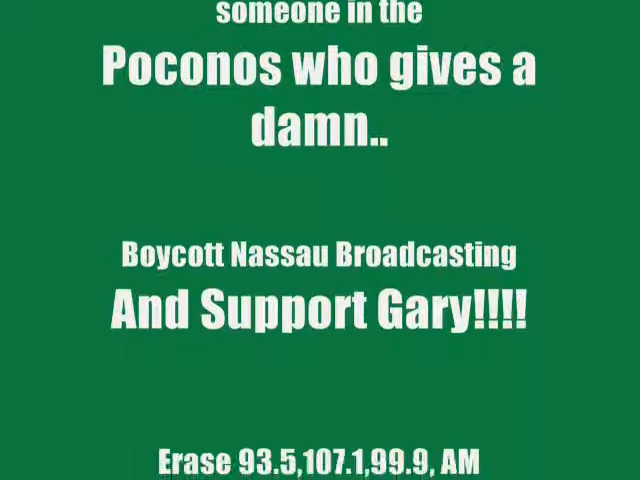 someone in the
Poconos who gives a
damn..
Boycott Nassau Broadcasting
And Support Gary!!!!
Erase 93.5,107.1,99.9, AM